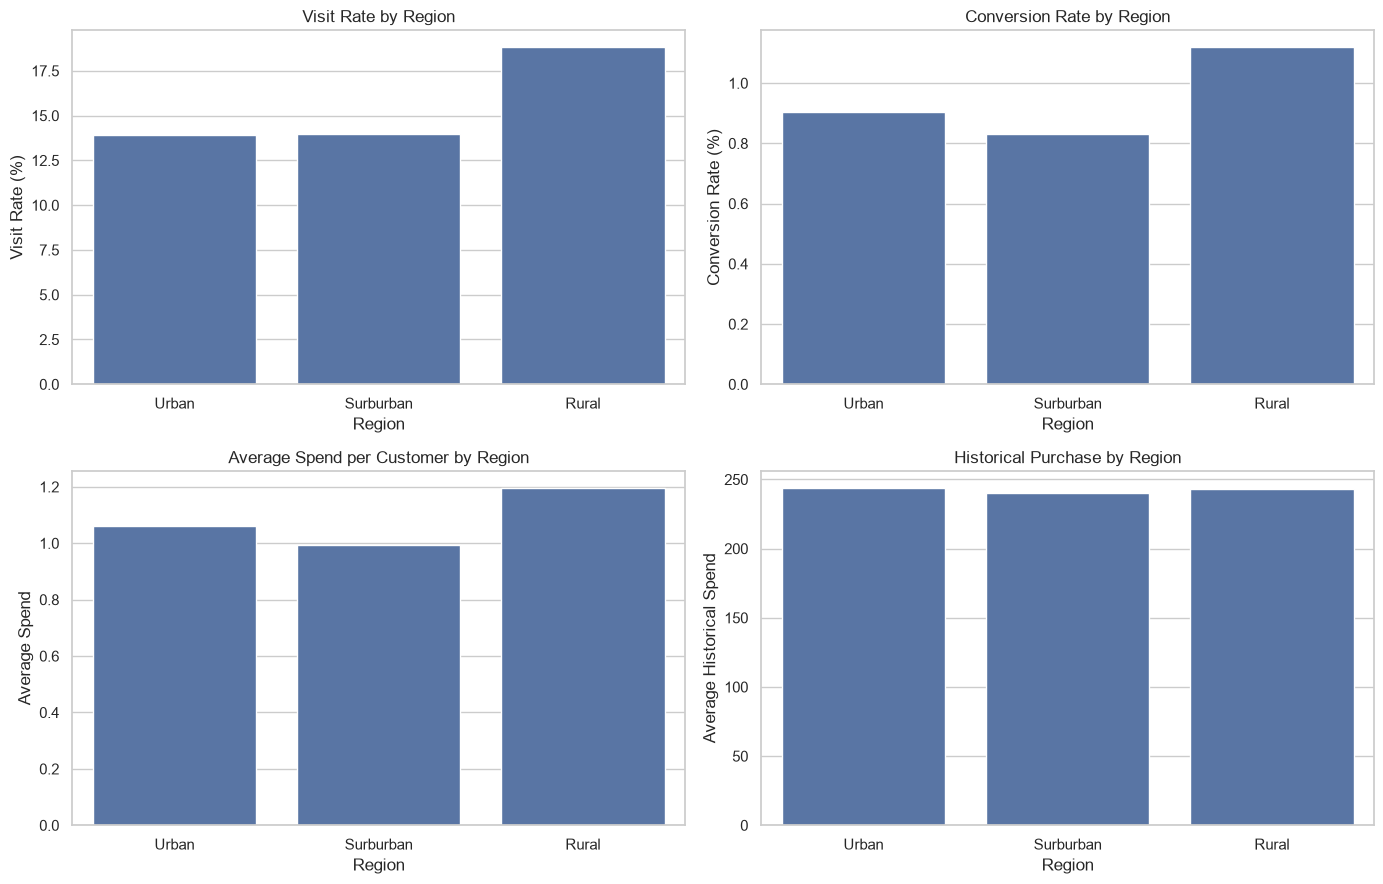 Visit Rate by Region
Visit Rate (%)
17.5
15.0
12.5
10.0
7.5
5.0
2.5
0.0
Urban
Surburban
Rural
Region
Conversion Rate by Region
Conversion Rate (%)
1.0
0.8
0.6
0.4
0.2
0.0
Urban
Surburban
Rural
Region
Average Spend per Customer by Region
Average Spend
1.2
1.0
0.8
0.6
0.4
0.2
0.0
Urban
Surburban
Rural
Region
Historical Purchase by Region
Average Historical Spend
250
200
150
100
50
0
Urban
Surburban
Rural
Region